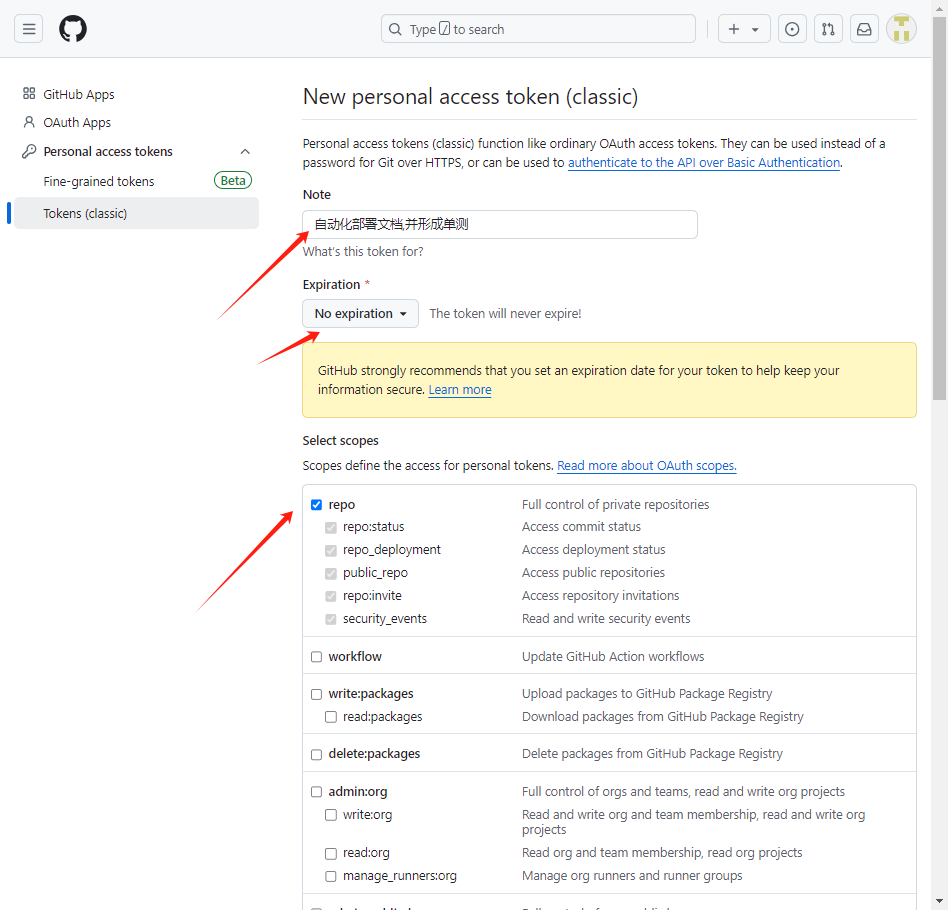 Type / to search
GitHub Apps
OAuth Apps
Personal access tokens
Fine-grained tokens
Beta
Tokens (classic)
New personal access token (classic)
Personal access tokens (classic) function like ordinary OAuth access tokens. They can be used instead of a
password for Git over HTTPS, or can be used to authenticate to the API over Basic Authentication.
Note
自动化部署文档,并形成单测
What's this token for?
Expiration *
No expiration
The token will never expire!
GitHub strongly recommends that you set an expiration date for your token to help keep your
information secure. Learn more
Select scopes
Scopes define the access for personal tokens. Read more about OAuth scopes.
repo Full control of private repositories
repo:status Access commit status
repo_deployment Access deployment status
public_repo Access public repositories
repo:invite Access repository invitations
security_events Read and write security events
workflow Update GitHub Action workflows
write:packages Upload packages to GitHub Package Registry
read:packages Download packages from GitHub Package Registry
delete:packages Delete packages from GitHub Package Registry
admin:org Full control of orgs and teams, read and write org projects
write:org Read and write org and team membership, read and write org
projects
read:org Read org and team membership, read org projects
manage_runners:org Manage org runners and runner groups